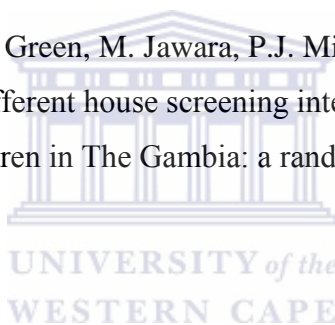 Green, M. Jawara, P.J. Mi
fferent house screening inte
ren in The Gambia: a rand
UNIVERSITY of the
WESTERN CAPE